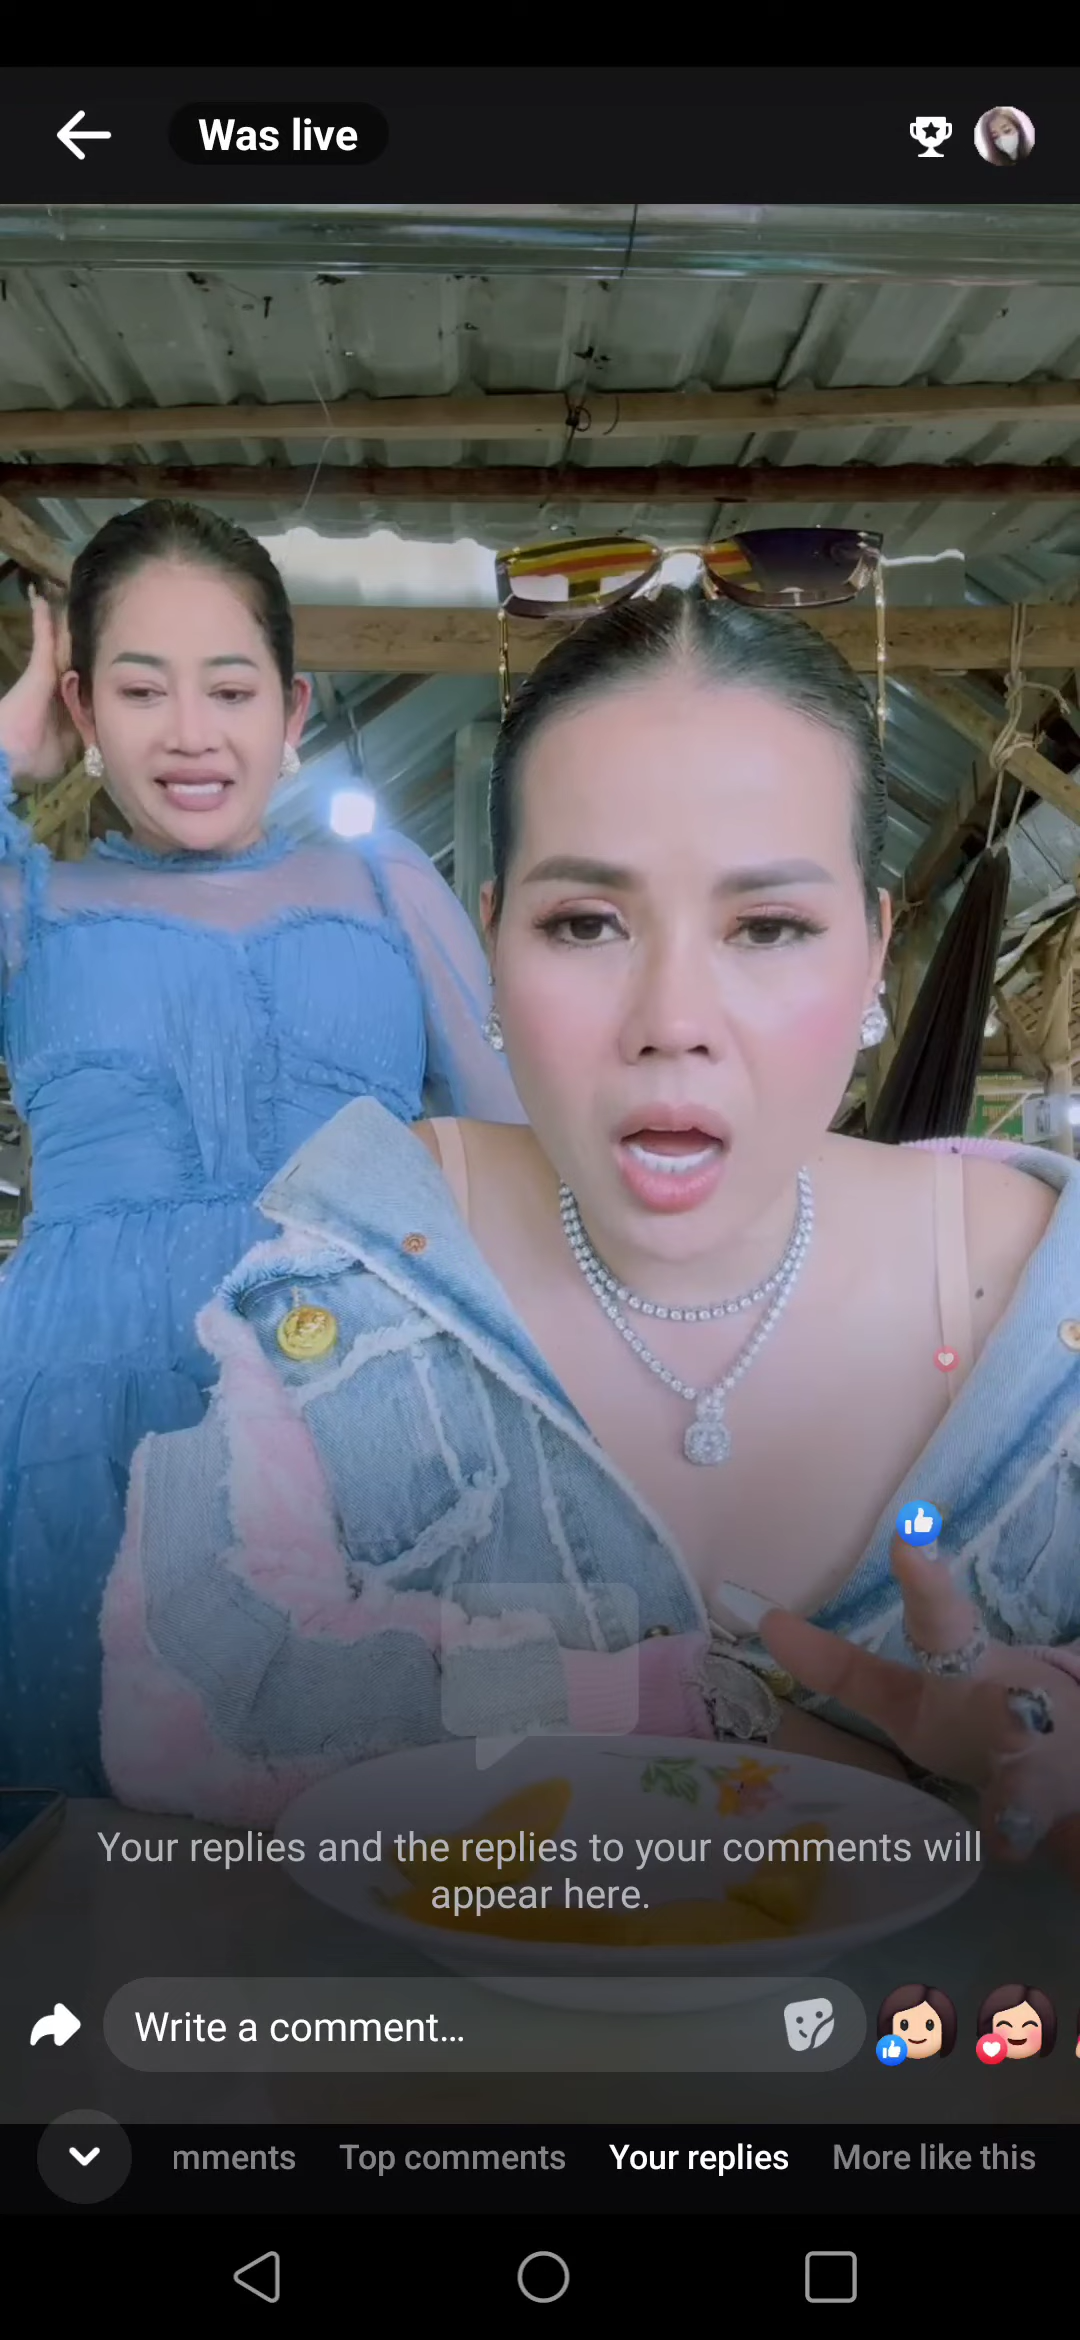 Was live
Your replies and the replies to your comments will
appear here.
Write a comment...
mments
Top comments
Your replies
More like this